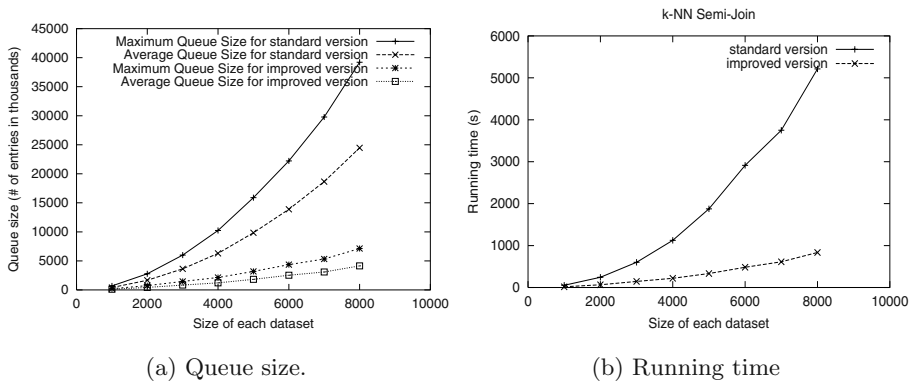 45000
40000
35000
30000
25000
20000
15000
10000
5000
0
Queue size (# of entries in thousands)
Maximum Queue Size for standard version
Average Queue Size for standard version
Maximum Queue Size for improved version
Average Queue Size for improved version
0 2000 4000 6000 8000 10000
Size of each dataset
(a) Queue size.
k-NN Semi-Join
6000
5000
4000
3000
2000
1000
0
Running time (s)
standard version
improved version
0 2000 4000 6000 8000 10000
Size of each dataset
(b) Running time